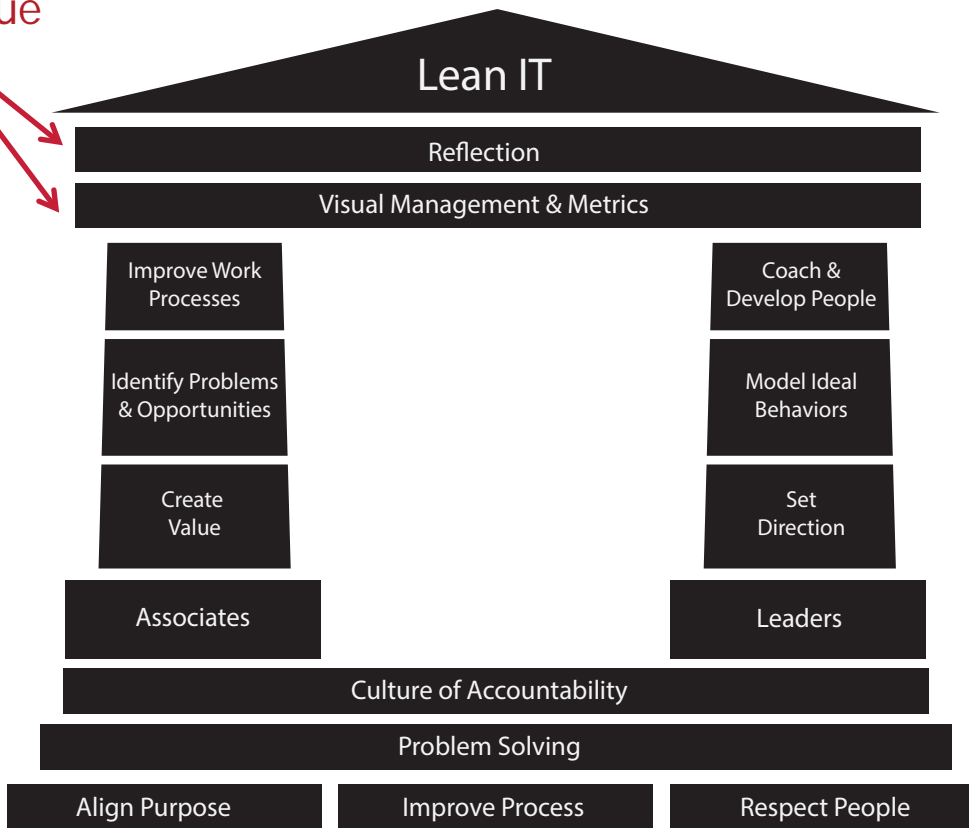 Lean IT
Reflection
Visual Management & Metrics
Improve Work
Processes
Coach &
Develop People
Identify Problems
& Opportunities
Model Ideal
Behaviors
Create
Value
Set
Direction
Associates
Leaders
Culture of Accountability
Problem Solving
Align Purpose
Improve Process
Respect People